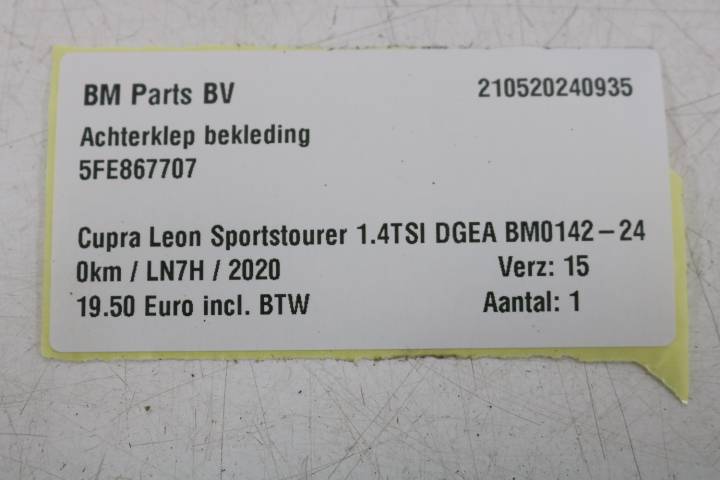 BM Parts BV 210520240935
Achterklep bekleding
5FE867707
Cupra Leon Sportstourer 1.4TSI DGEA BM0142-24
0km / LN7H / 2020 Verz: 15
19.50 Euro incl. BTW Aantal: 1